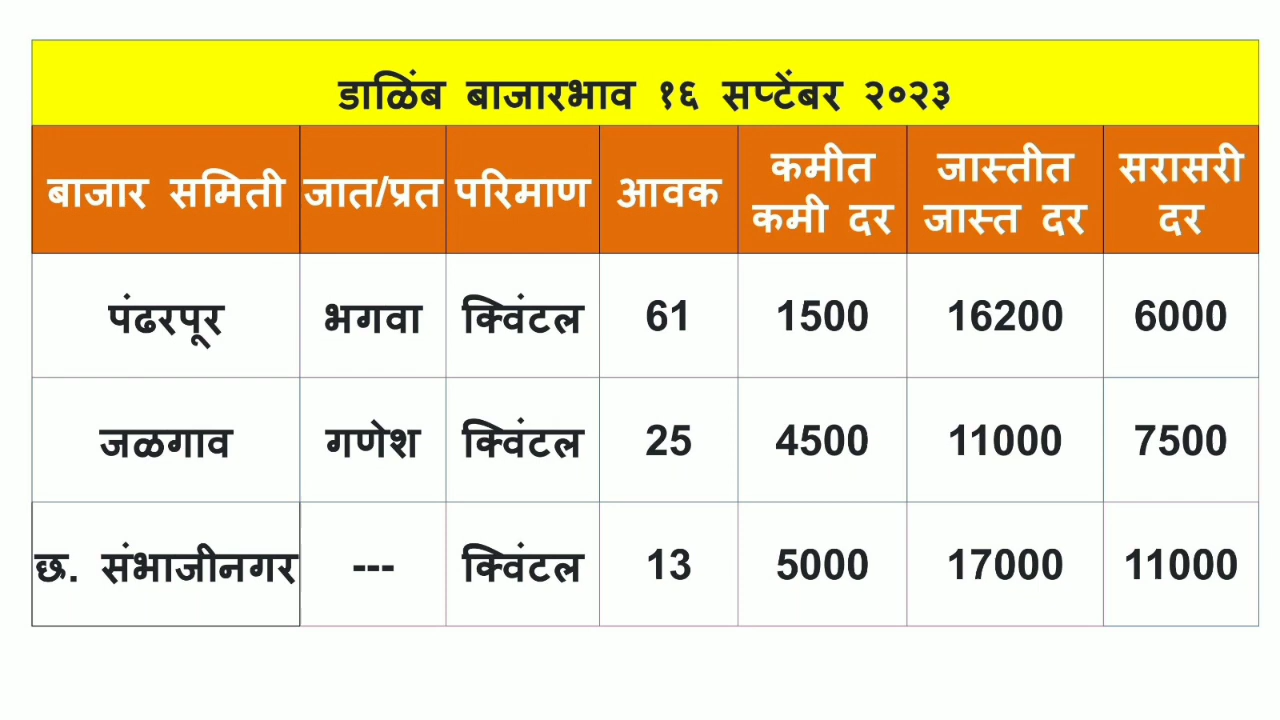 डाळिंब बाजारभाव १६ सप्टेंबर २०२३
बाजार समिती जात/प्रत परिमाण आवक कमीत कमी दर जास्तीत जास्त दर सरासरी दर
पंढरपूर भगवा क्विंटल 61 1500 16200 6000
जळगाव गणेश क्विंटल 25 4500 11000 7500
छ. संभाजीनगर --- क्विंटल 13 5000 17000 11000